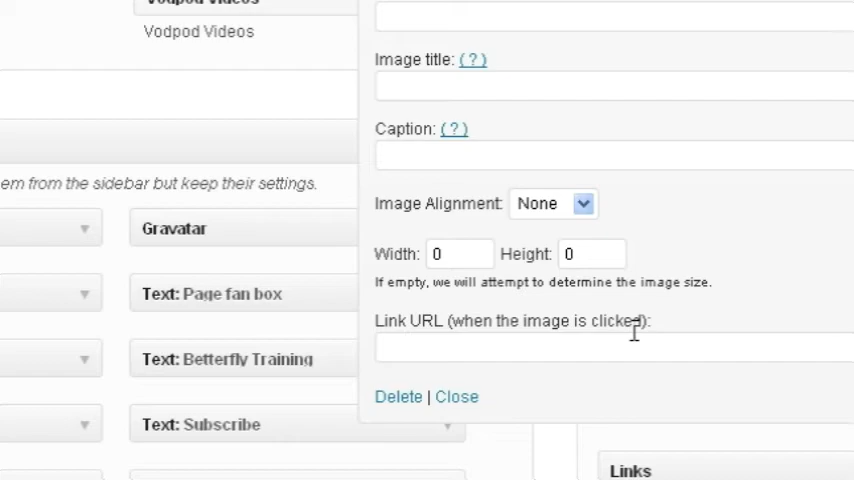 Vodpod Videos
Vodpod Videos
Image title: (?)
Caption: (?)
em from the sidebar but keep their settings.
Image Alignment: None
Gravatar
Width: 0 Height: 0
If empty, we will attempt to determine the image size.
Text: Page fan box
Link URL (when the image is clicked):
Text: Betterfly Training
Delete | Close
Text: Subscribe
Links